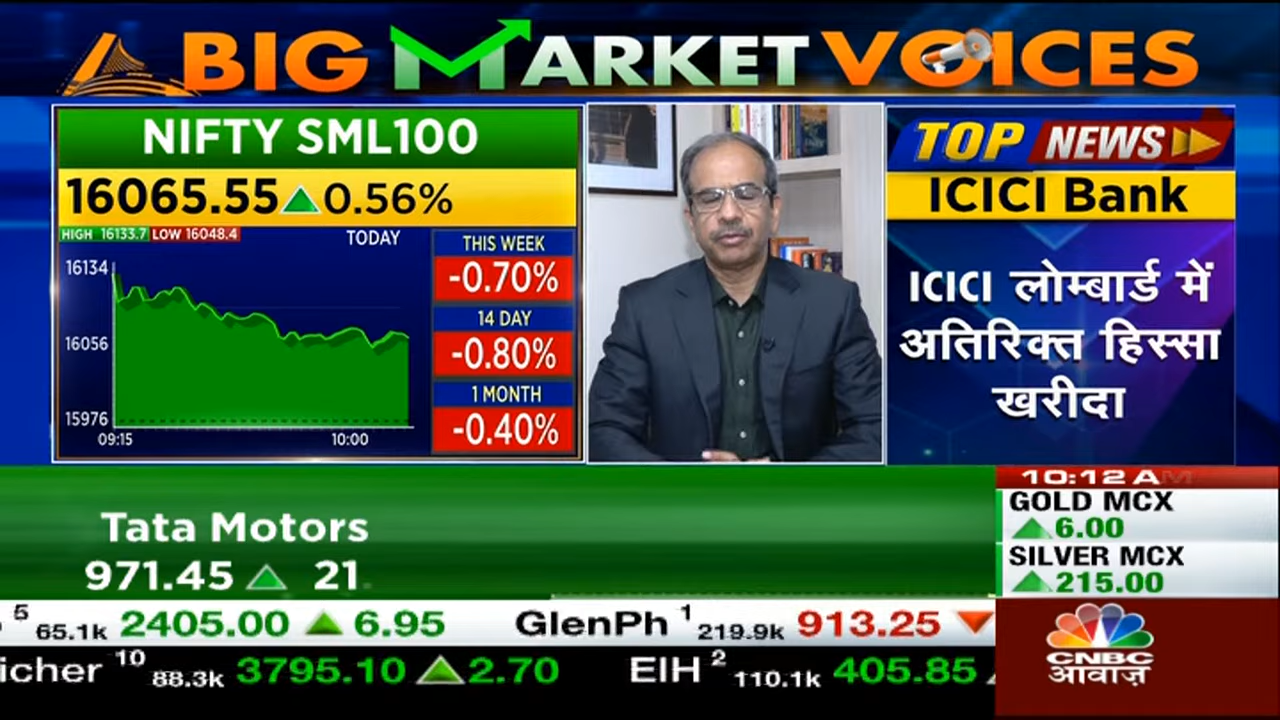 BIG MARKET VOICES
NIFTY SML100
16065.55 ▲ 0.56%
HIGH 16133.7 LOW 16048.4
TODAY
16134
16056
15976
09:15 10:00
THIS WEEK
-0.70%
14 DAY
-0.80%
1 MONTH
-0.40%
TOP NEWS
ICICI Bank
ICICI लोम्बार्ड में
अतिरिक्त हिस्सा
खरीदा
Tata Motors
971.45 ▲ 21
10:12 AM
GOLD MCX
▲ 6.00
SILVER MCX
▲ 215.00
5 65.1k 2405.00 ▲ 6.95 GlenPh 1 219.9k 913.25 ▼
icher 10 88.3k 3795.10 ▲ 2.70 EIH 2 110.1k 405.85
CNBC
आवाज़